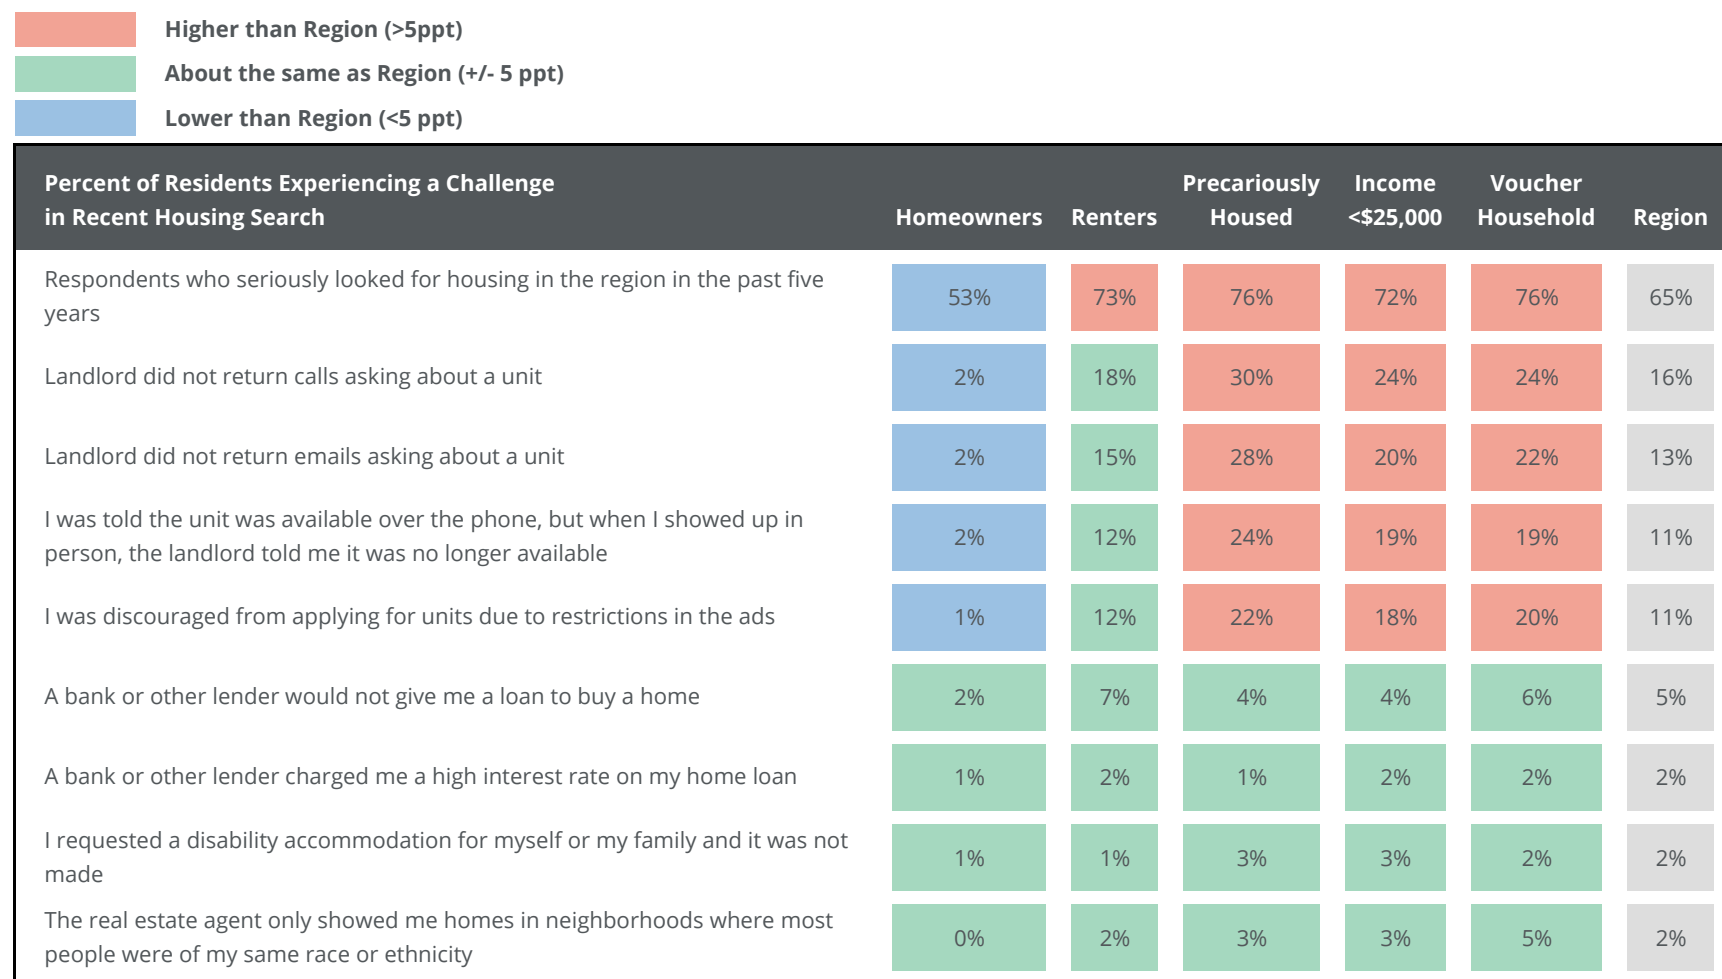 Higher than Region (>5ppt)
About the same as Region (+/- 5 ppt)
Lower than Region (<5 ppt)
Percent of Residents Experiencing a Challenge
in Recent Housing Search
Homeowners Renters Precariously Housed Income <$25,000 Voucher Household Region
Respondents who seriously looked for housing in the region in the past five
years
53% 73% 76% 72% 76% 65%
Landlord did not return calls asking about a unit
2% 18% 30% 24% 24% 16%
Landlord did not return emails asking about a unit
2% 15% 28% 20% 22% 13%
I was told the unit was available over the phone, but when I showed up in
person, the landlord told me it was no longer available
2% 12% 24% 19% 19% 11%
I was discouraged from applying for units due to restrictions in the ads
1% 12% 22% 18% 20% 11%
A bank or other lender would not give me a loan to buy a home
2% 7% 4% 4% 6% 5%
A bank or other lender charged me a high interest rate on my home loan
1% 2% 1% 2% 2% 2%
I requested a disability accommodation for myself or my family and it was not
made
1% 1% 3% 3% 2% 2%
The real estate agent only showed me homes in neighborhoods where most
people were of my same race or ethnicity
0% 2% 3% 3% 5% 2%